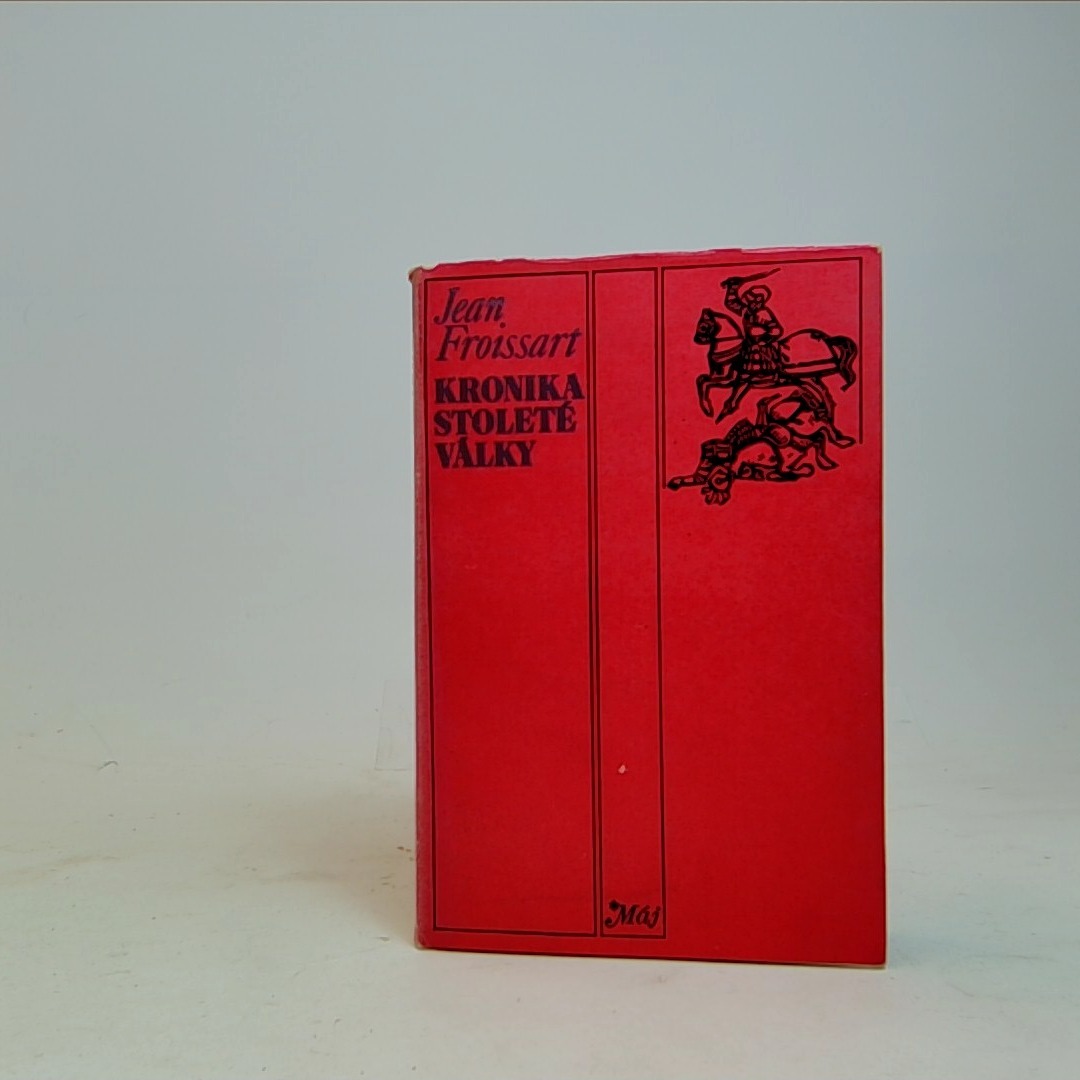 Jean
Froissart
KRONIKA
STOLETÉ
VÁLKY
Máj